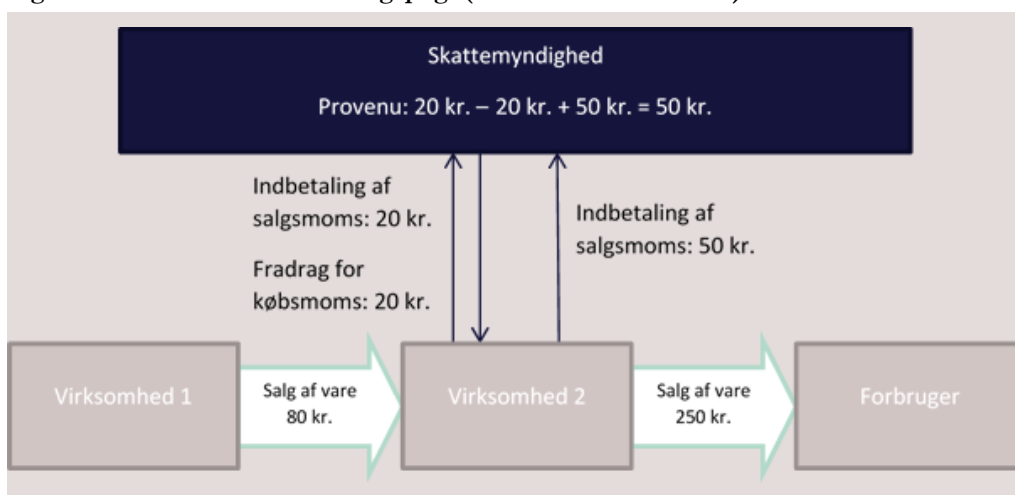 Skattemyndighed
Provenu: 20 kr. – 20 kr. + 50 kr. = 50 kr.
Indbetaling af
salgsmoms: 20 kr.
Fradrag for
købsmoms: 20 kr.
Indbetaling af
salgsmoms: 50 kr.
Virksomhed 1
Salg af vare
80 kr.
Virksomhed 2
Salg af vare
250 kr.
Forbruger